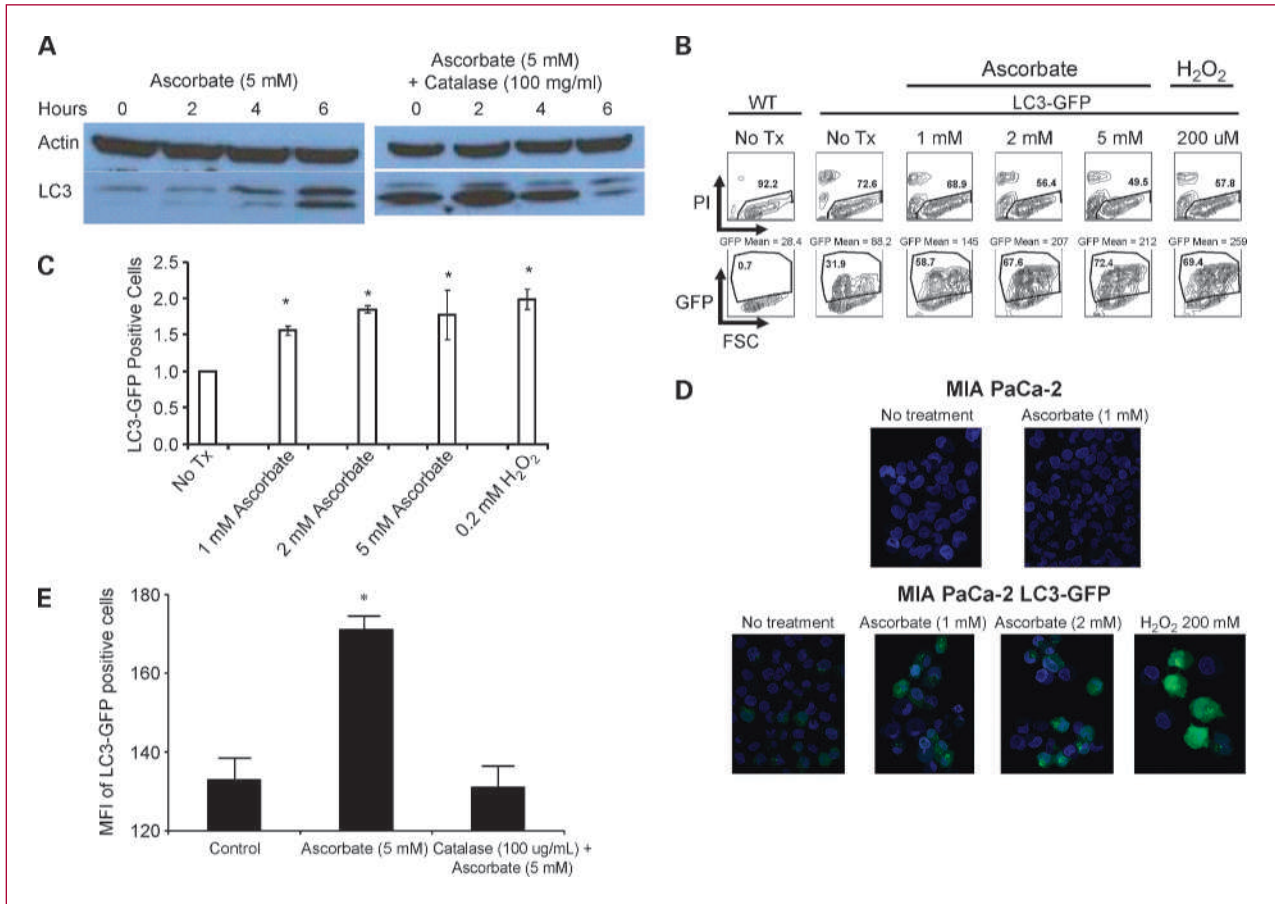 A
Ascorbate (5 mM)
Hours 0 2 4 6
Ascorbate (5 mM)
+ Catalase (100 mg/ml)
0 2 4 6
Actin
LC3
B
Ascorbate H2O2
WT LC3-GFP
No Tx No Tx 1 mM 2 mM 5 mM 200 uM
92.2 72.6 68.9 56.4 49.5 57.8
PI
GFP Mean = 28.4 GFP Mean = 88.2 GFP Mean = 145 GFP Mean = 207 GFP Mean = 212 GFP Mean = 259
0.7 31.9 58.7 67.6 72.4 69.4
GFP
FSC
C
LC3-GFP Positive Cells
2.5
2.0
1.5
1.0
0.5
0.0
* * * *
No Tx
1 mM Ascorbate
2 mM Ascorbate
5 mM Ascorbate
0.2 mM H2O2
D
MIA PaCa-2
No treatment Ascorbate (1 mM)
MIA PaCa-2 LC3-GFP
No treatment Ascorbate (1 mM) Ascorbate (2 mM) H2O2 200 mM
E
MFI of LC3-GFP positive cells
180
160
140
120
*
Control Ascorbate (5 mM) Catalase (100 ug/mL) +
Ascorbate (5 mM)